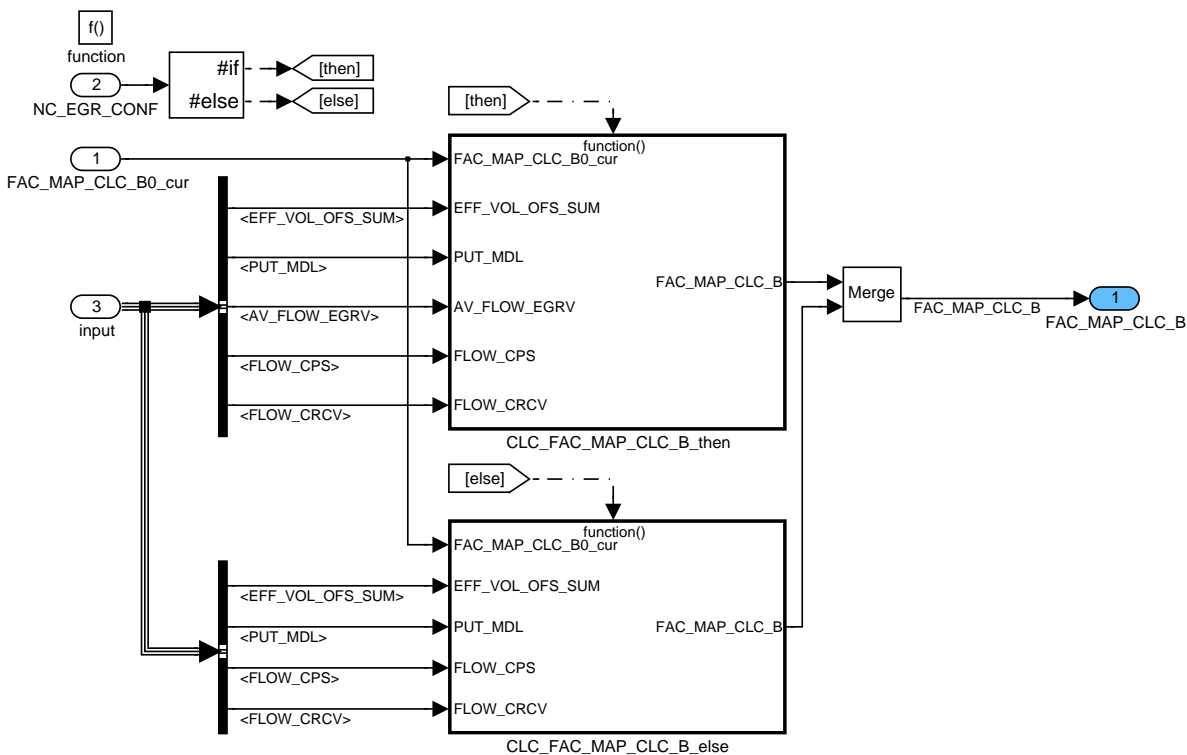 f()
function
2
NC_EGR_CONF
#if
#else
[then]
[else]
1
FAC_MAP_CLC_B0_cur
3
input
<EFF_VOL_OFS_SUM>
<PUT_MDL>
<AV_FLOW_EGRV>
<FLOW_CPS>
<FLOW_CRCV>
[then]
function()
FAC_MAP_CLC_B0_cur
EFF_VOL_OFS_SUM
PUT_MDL
AV_FLOW_EGRV
FLOW_CPS
FLOW_CRCV
FAC_MAP_CLC_B
CLC_FAC_MAP_CLC_B_then
Merge
FAC_MAP_CLC_B
1
FAC_MAP_CLC_B
<EFF_VOL_OFS_SUM>
<PUT_MDL>
<FLOW_CPS>
<FLOW_CRCV>
[else]
function()
FAC_MAP_CLC_B0_cur
EFF_VOL_OFS_SUM
PUT_MDL
FLOW_CPS
FLOW_CRCV
FAC_MAP_CLC_B
CLC_FAC_MAP_CLC_B_else